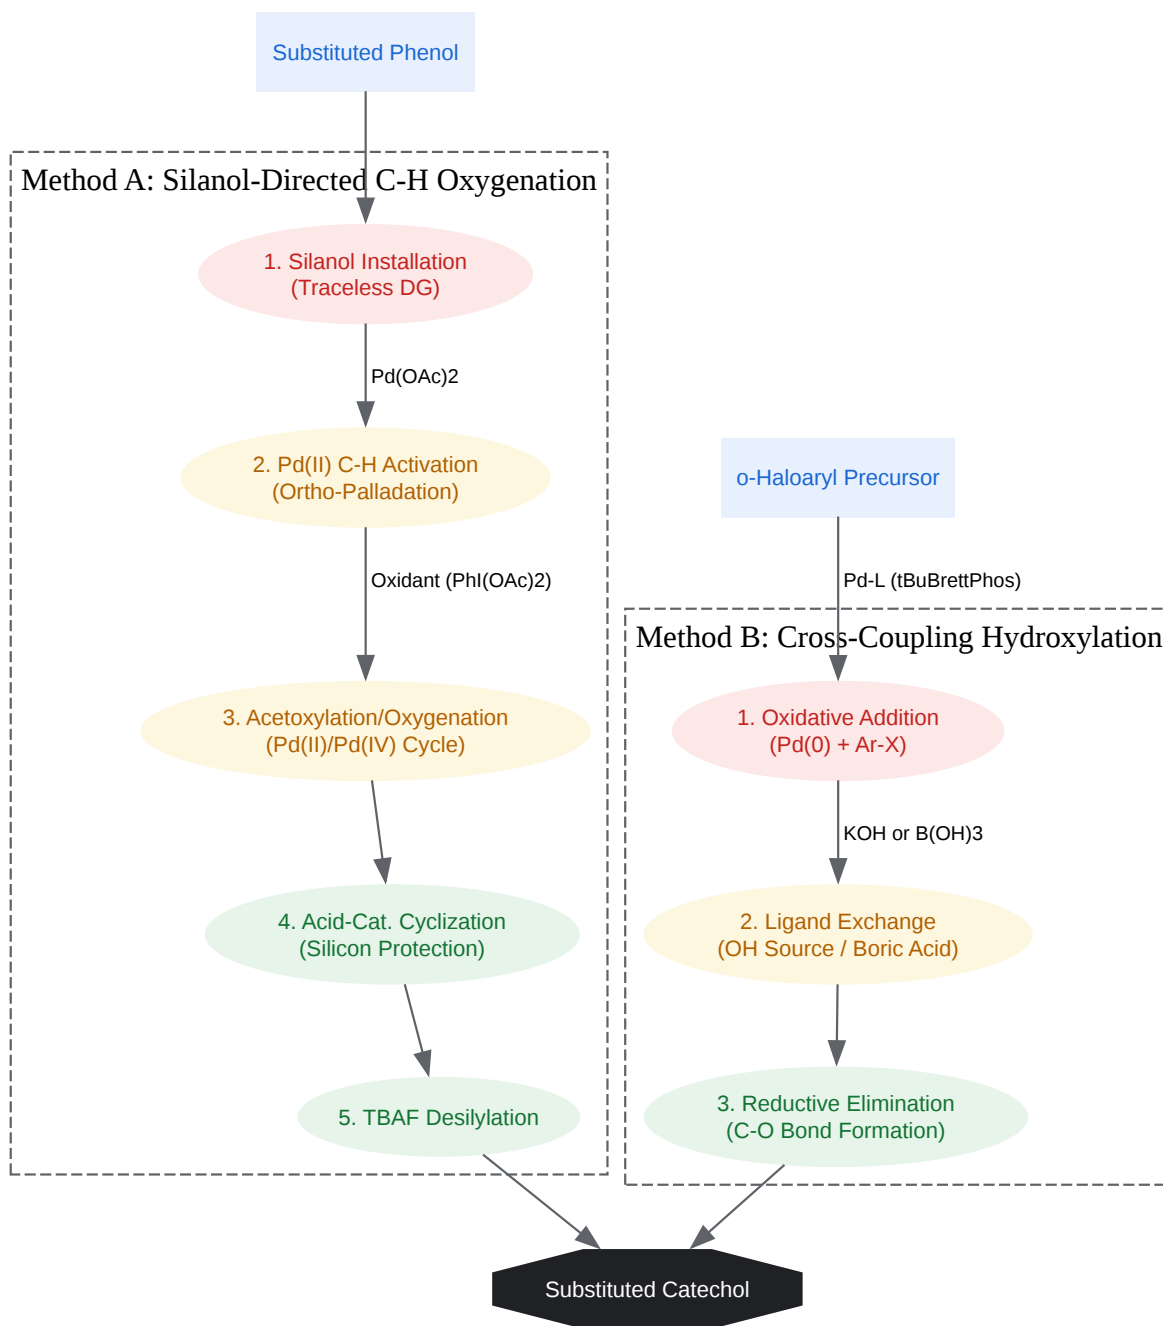 Substituted Phenol
Method A: Silanol-Directed C-H Oxygenation
1. Silanol Installation
(Traceless DG)
Pd(OAc)2
2. Pd(II) C-H Activation
(Ortho-Palladation)
Oxidant (PhI(OAc)2)
3. Acetoxylation/Oxygenation
(Pd(II)/Pd(IV) Cycle)
4. Acid-Cat. Cyclization
(Silicon Protection)
5. TBAF Desilylation
o-Haloaryl Precursor
Pd-L (tBuBrettPhos)
Method B: Cross-Coupling Hydroxylation
1. Oxidative Addition
(Pd(0) + Ar-X)
KOH or B(OH)3
2. Ligand Exchange
(OH Source / Boric Acid)
3. Reductive Elimination
(C-O Bond Formation)
Substituted Catechol